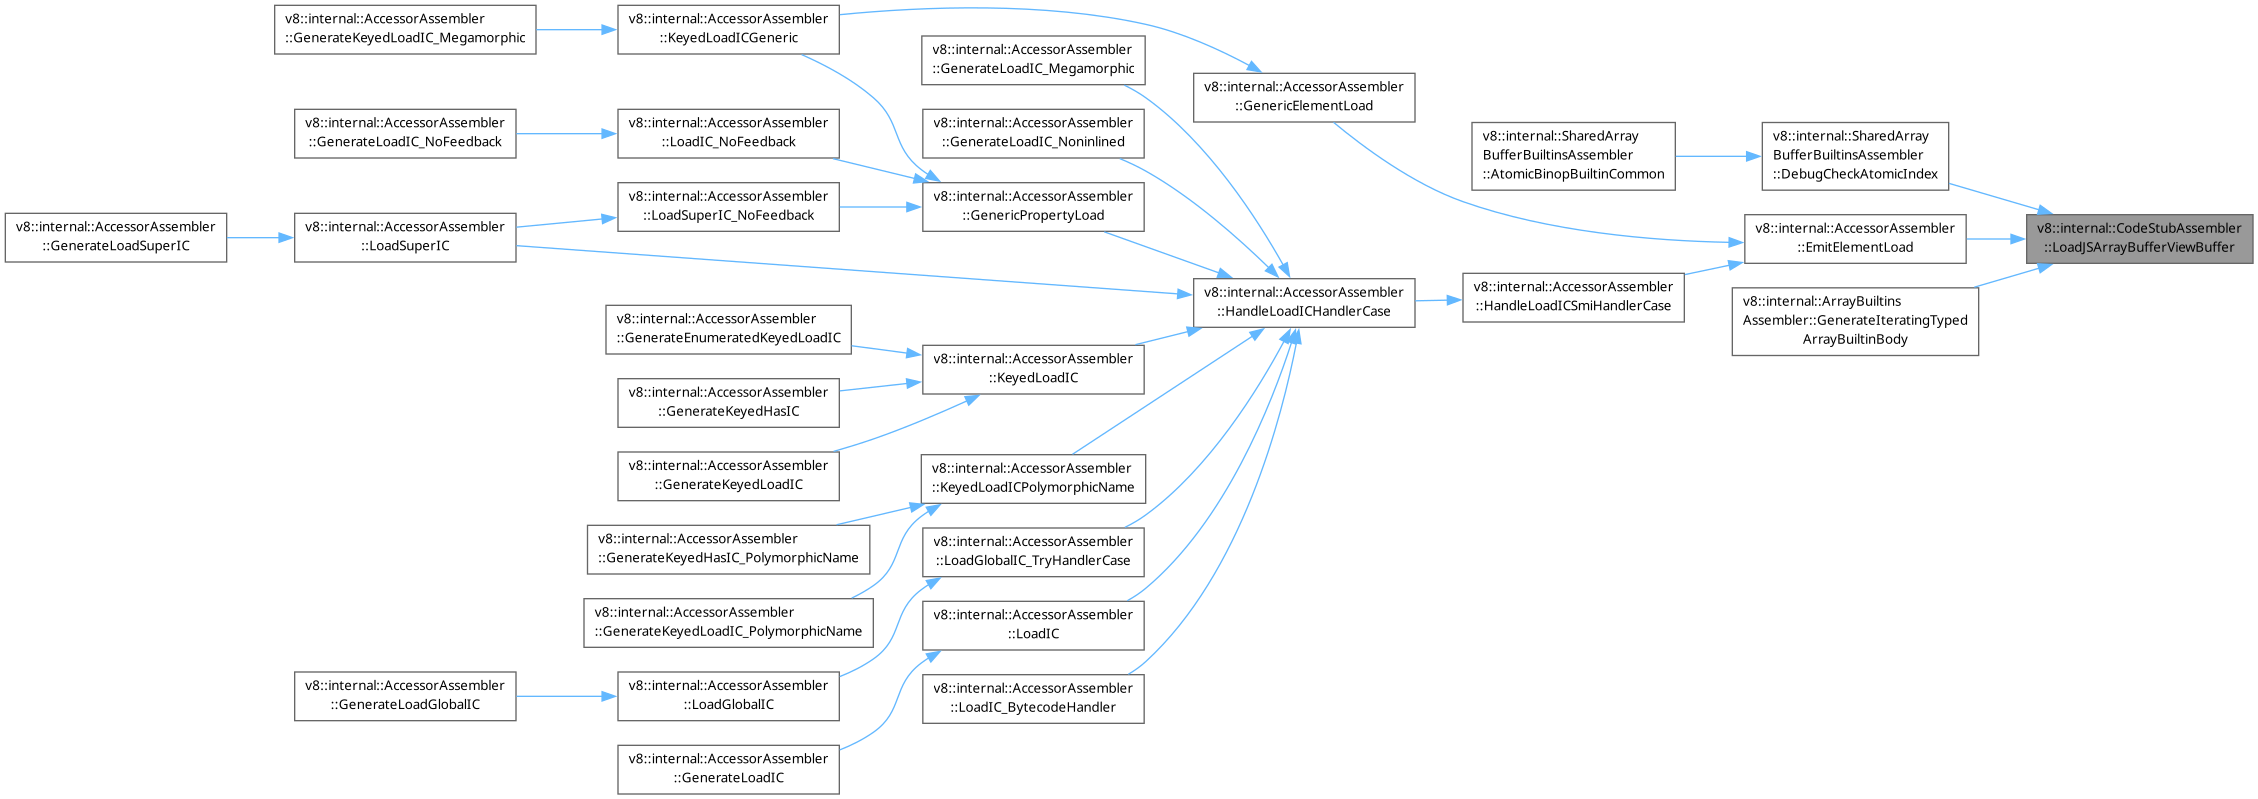 v8::internal::AccessorAssembler
::GenerateKeyedLoadIC_Megamorphic
v8::internal::AccessorAssembler
::KeyedLoadICGeneric
v8::internal::AccessorAssembler
::GenerateLoadIC_Megamorphic
v8::internal::AccessorAssembler
::GenericElementLoad
v8::internal::AccessorAssembler
::GenerateLoadIC_NoFeedback
v8::internal::AccessorAssembler
::LoadIC_NoFeedback
v8::internal::AccessorAssembler
::GenerateLoadIC_Noninlined
v8::internal::SharedArray
BufferBuiltinsAssembler
::AtomicBinopBuiltinCommon
v8::internal::SharedArray
BufferBuiltinsAssembler
::DebugCheckAtomicIndex
v8::internal::AccessorAssembler
::LoadSuperIC_NoFeedback
v8::internal::AccessorAssembler
::GenericPropertyLoad
v8::internal::AccessorAssembler
::GenerateLoadSuperIC
v8::internal::AccessorAssembler
::LoadSuperIC
v8::internal::AccessorAssembler
::EmitElementLoad
v8::internal::CodeStubAssembler
::LoadJSArrayBufferViewBuffer
v8::internal::AccessorAssembler
::HandleLoadICHandlerCase
v8::internal::AccessorAssembler
::HandleLoadICSmiHandlerCase
v8::internal::ArrayBuiltins
Assembler::GenerateIteratingTyped
ArrayBuiltinBody
v8::internal::AccessorAssembler
::GenerateEnumeratedKeyedLoadIC
v8::internal::AccessorAssembler
::KeyedLoadIC
v8::internal::AccessorAssembler
::GenerateKeyedHasIC
v8::internal::AccessorAssembler
::GenerateKeyedLoadIC
v8::internal::AccessorAssembler
::KeyedLoadICPolymorphicName
v8::internal::AccessorAssembler
::GenerateKeyedHasIC_PolymorphicName
v8::internal::AccessorAssembler
::LoadGlobalIC_TryHandlerCase
v8::internal::AccessorAssembler
::GenerateKeyedLoadIC_PolymorphicName
v8::internal::AccessorAssembler
::LoadIC
v8::internal::AccessorAssembler
::GenerateLoadGlobalIC
v8::internal::AccessorAssembler
::LoadGlobalIC
v8::internal::AccessorAssembler
::LoadIC_BytecodeHandler
v8::internal::AccessorAssembler
::GenerateLoadIC